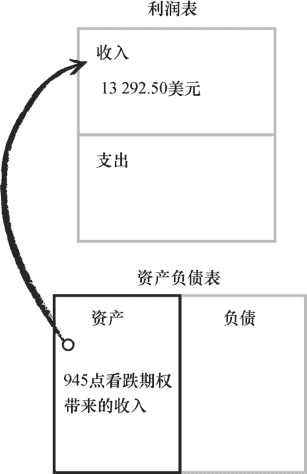 利润表
收入
13 292.50美元
支出
资产负债表
资产
负债
945点看跌期权
带来的收入